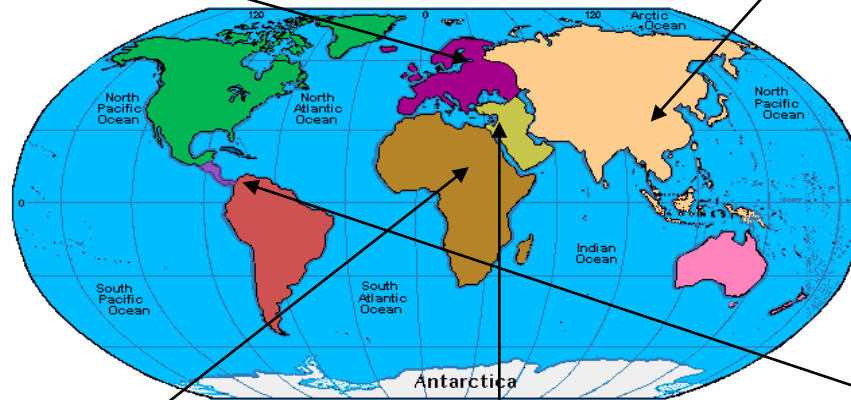 120
0
120
Arctic
Ocean
North
Pacific
Ocean
North
Atlantic
Ocean
North
Pacific
Ocean
0
Indian
Ocean
South
Pacific
Ocean
South
Atlantic
Ocean
Antarctica